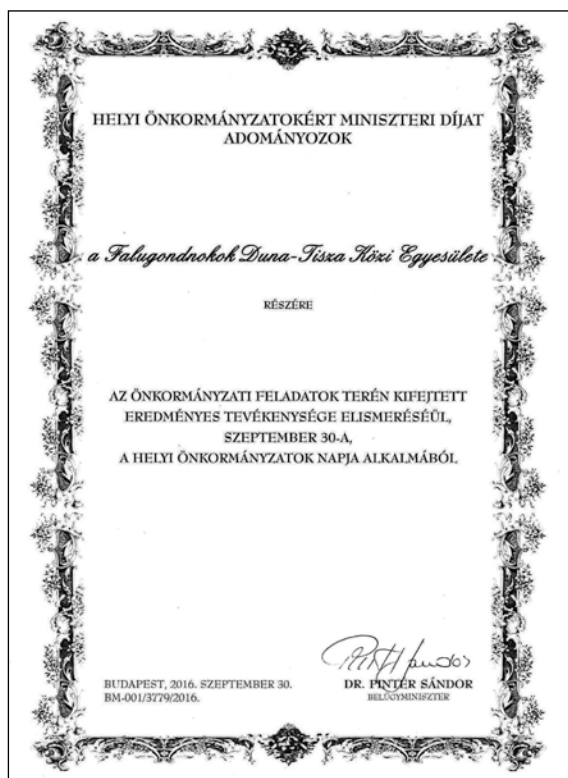 HELYI ÖNKORMÁNYZATOKÉRT MINISZTERI DÍJAT
ADOMÁNYOZOK
a Falugondnokok Duna-Tisza Közi Egyesülete
RÉSZÉRE
AZ ÖNKORMÁNYZATI FELADATOK TERÉN KIFEJTETT
EREDMÉNYES TEVÉKENYSÉGE ELISMERÉSÉÜL,
SZEPTEMBER 30-A,
A HELYI ÖNKORMÁNYZATOK NAPJA ALKALMÁBÓL
BUDAPEST, 2016. SZEPTEMBER 30.
BM-001/3779/2016.
DR. PINTÉR SÁNDOR
BELÜGYMINISZTER